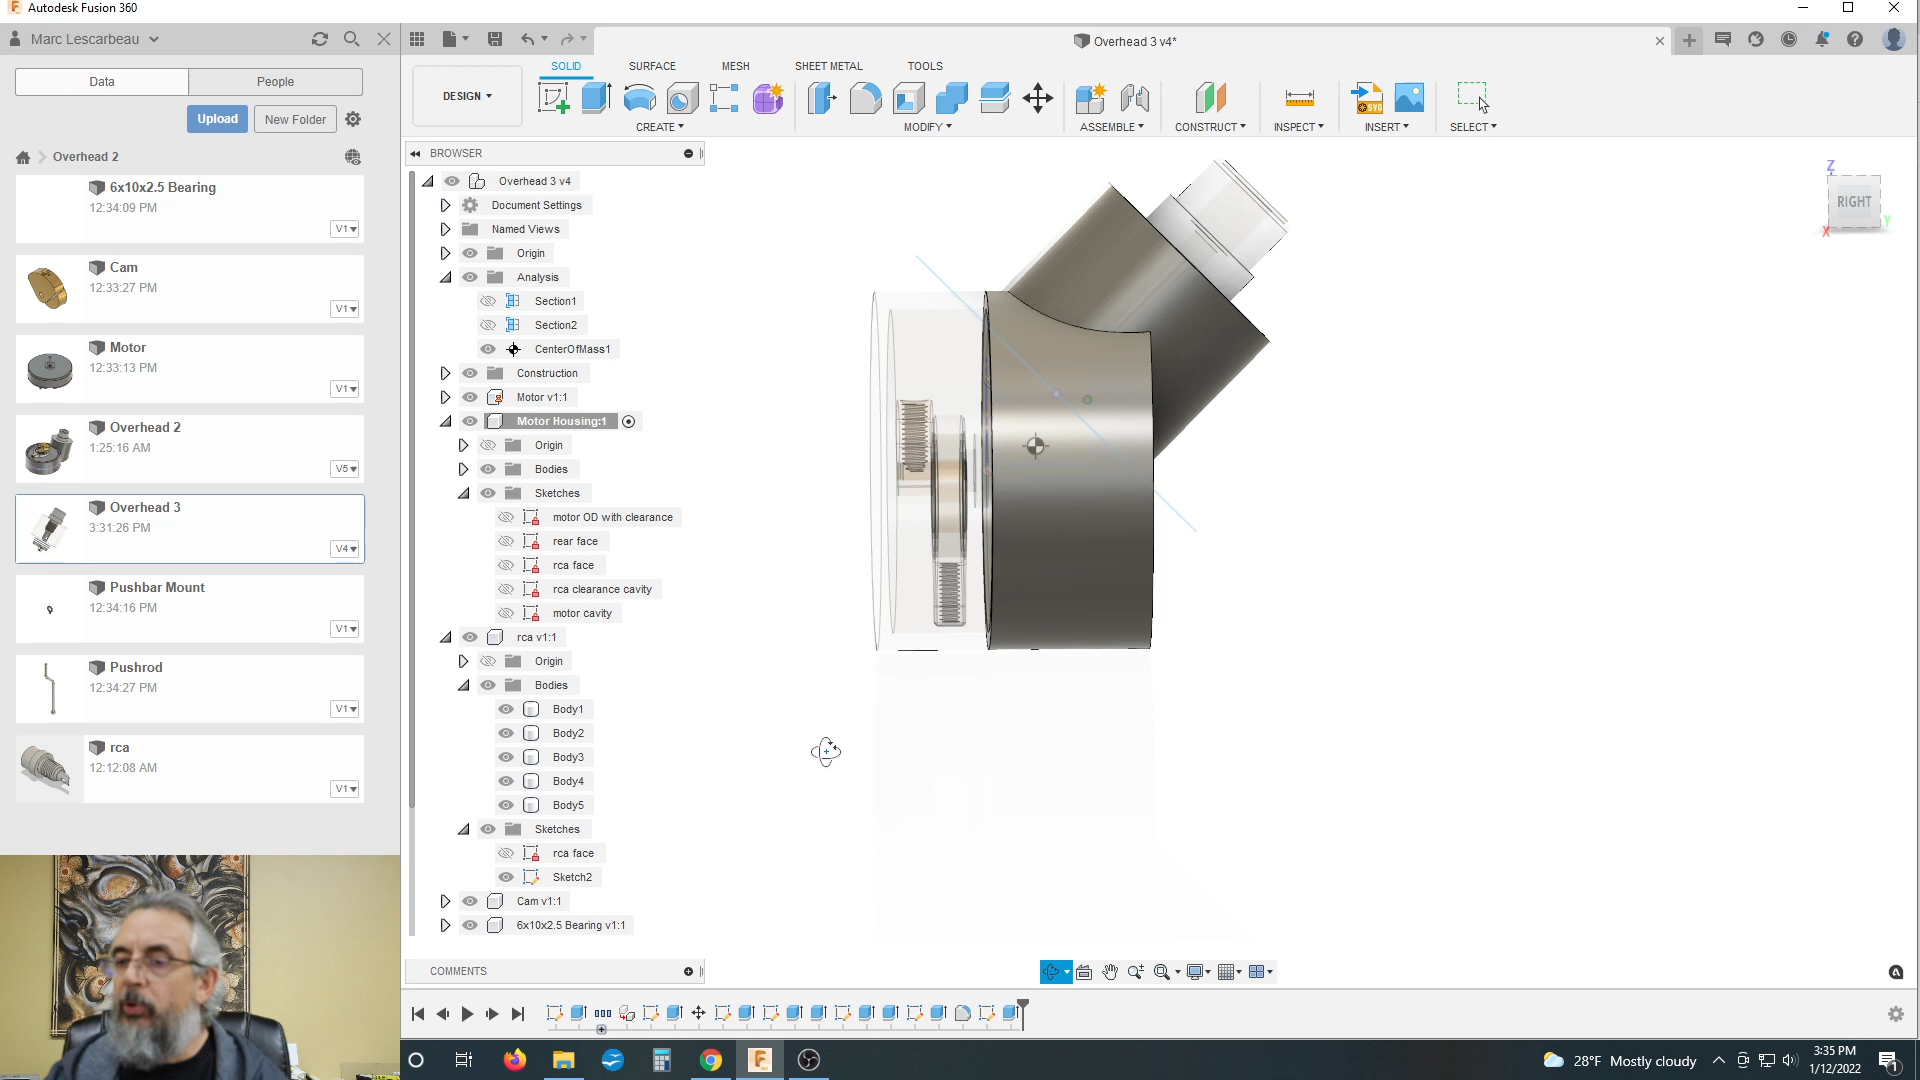 Autodesk Fusion 360
Marc Lescarbeau
Overhead 3 v4*
Data
People
Upload
New Folder
Overhead 2
6x10x2.5 Bearing
12:34:09 PM
V1
Cam
12:33:27 PM
V1
Motor
12:33:13 PM
V1
Overhead 2
1:25:16 AM
V5
Overhead 3
3:31:26 PM
V4
Pushbar Mount
12:34:16 PM
V1
Pushrod
12:34:27 PM
V1
rca
12:12:08 AM
V1
DESIGN
SOLID
SURFACE
MESH
SHEET METAL
TOOLS
CREATE
MODIFY
ASSEMBLE
CONSTRUCT
INSPECT
INSERT
SELECT
SVG
BROWSER
Overhead 3 v4
Document Settings
Named Views
Origin
Analysis
Section1
Section2
CenterOfMass1
Construction
Motor v1:1
Motor Housing:1
Origin
Bodies
Sketches
motor OD with clearance
rear face
rca face
rca clearance cavity
motor cavity
rca v1:1
Origin
Bodies
Body1
Body2
Body3
Body4
Body5
Sketches
rca face
Sketch2
Cam v1:1
6x10x2.5 Bearing v1:1
Z
RIGHT
X
Y
COMMENTS
28°F Mostly cloudy
3:35 PM
1/12/2022
1